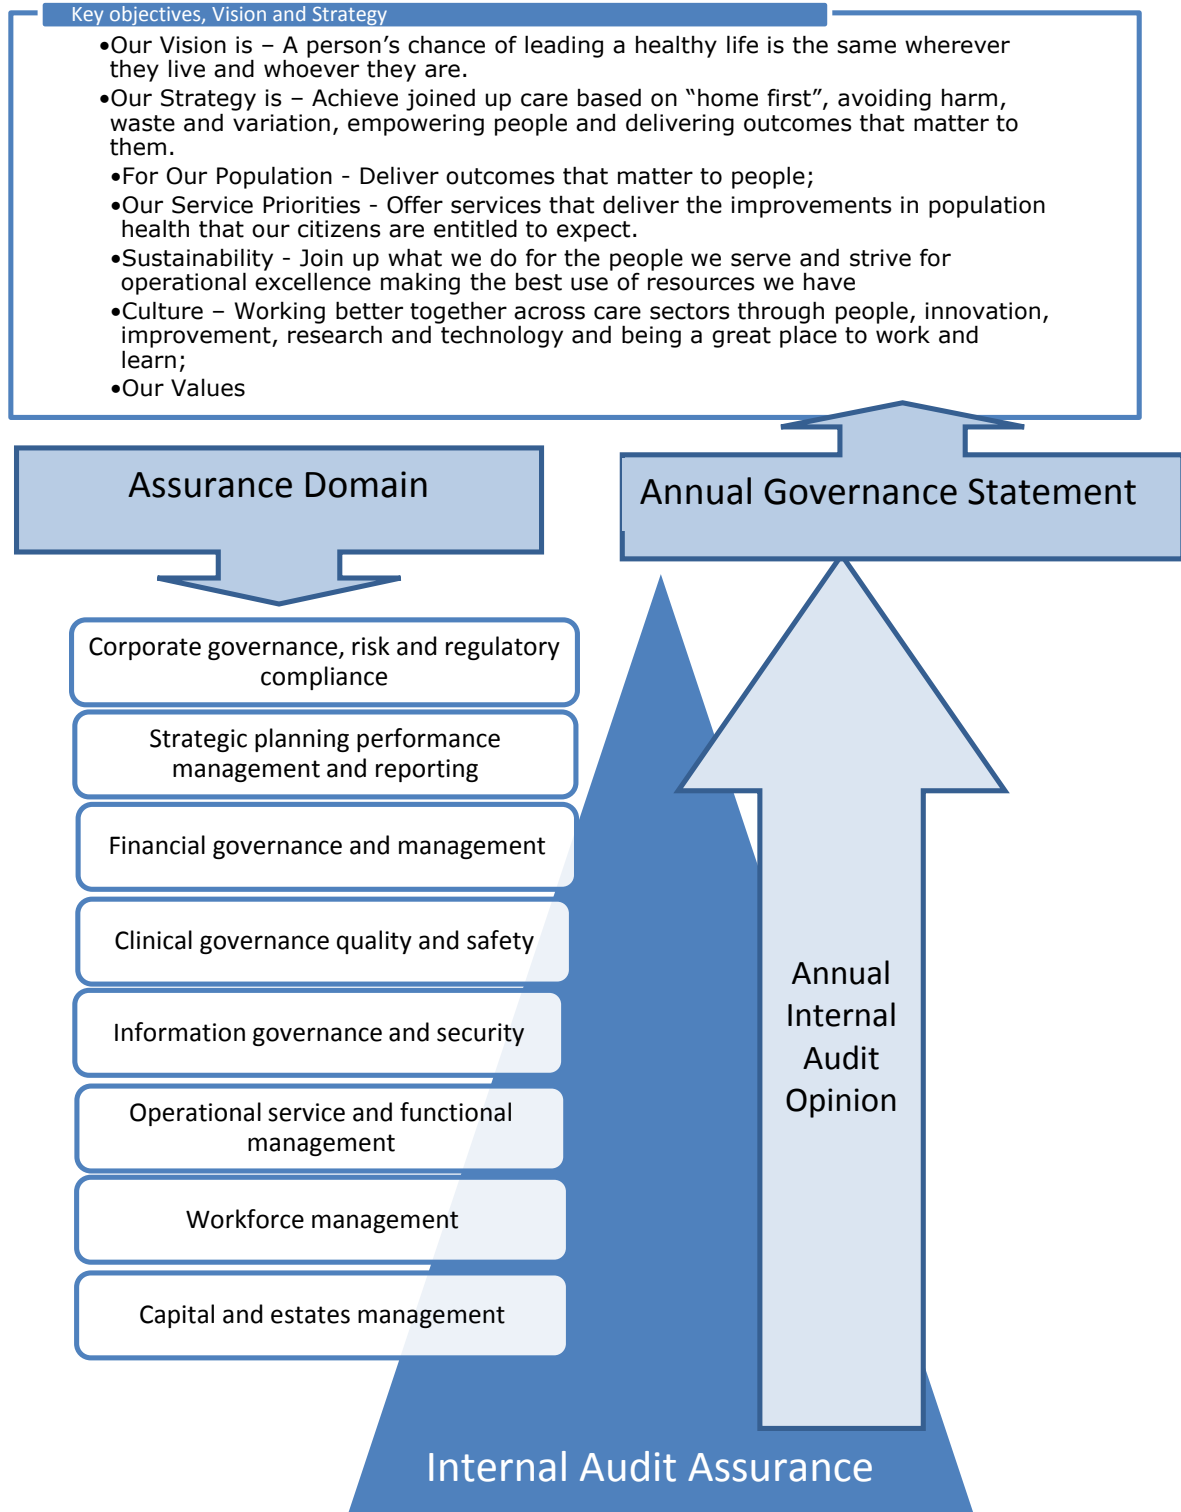 Key objectives, Vision and Strategy
•Our Vision is – A person’s chance of leading a healthy life is the same wherever
they live and whoever they are.
•Our Strategy is – Achieve joined up care based on “home first”, avoiding harm,
waste and variation, empowering people and delivering outcomes that matter to
them.
•For Our Population - Deliver outcomes that matter to people;
•Our Service Priorities - Offer services that deliver the improvements in population
health that our citizens are entitled to expect.
•Sustainability - Join up what we do for the people we serve and strive for
operational excellence making the best use of resources we have
•Culture – Working better together across care sectors through people, innovation,
improvement, research and technology and being a great place to work and
learn;
•Our Values
Assurance Domain
Annual Governance Statement
Corporate governance, risk and regulatory
compliance
Strategic planning performance
management and reporting
Financial governance and management
Clinical governance quality and safety
Information governance and security
Operational service and functional
management
Workforce management
Capital and estates management
Annual
Internal
Audit
Opinion
Internal Audit Assurance